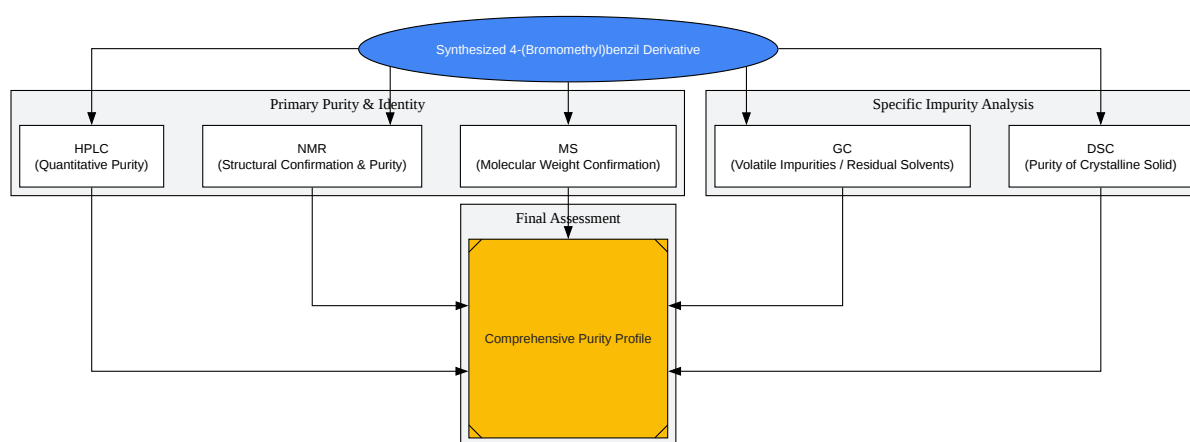 Synthesized 4-(Bromomethyl)benzil Derivative
Primary Purity & Identity
Specific Impurity Analysis
HPLC
(Quantitative Purity)
NMR
(Structural Confirmation & Purity)
MS
(Molecular Weight Confirmation)
GC
(Volatile Impurities / Residual Solvents)
DSC
(Purity of Crystalline Solid)
Final Assessment
Comprehensive Purity Profile